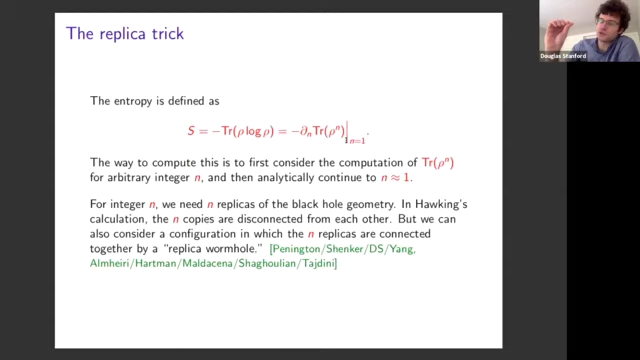 The replica trick
Douglas Stanford
The entropy is defined as
S = −Tr(ρ log ρ) = −∂ₙTr(ρⁿ)|ₙ₌₁.
The way to compute this is to first consider the computation of Tr(ρⁿ)
for arbitrary integer n, and then analytically continue to n ≈ 1.
For integer n, we need n replicas of the black hole geometry. In Hawking's
calculation, the n copies are disconnected from each other. But we can
also consider a configuration in which the n replicas are connected
together by a “replica wormhole.” [Penington/Shenker/DS/Yang,
Almheiri/Hartman/Maldacena/Shaghoulian/Tajdini]